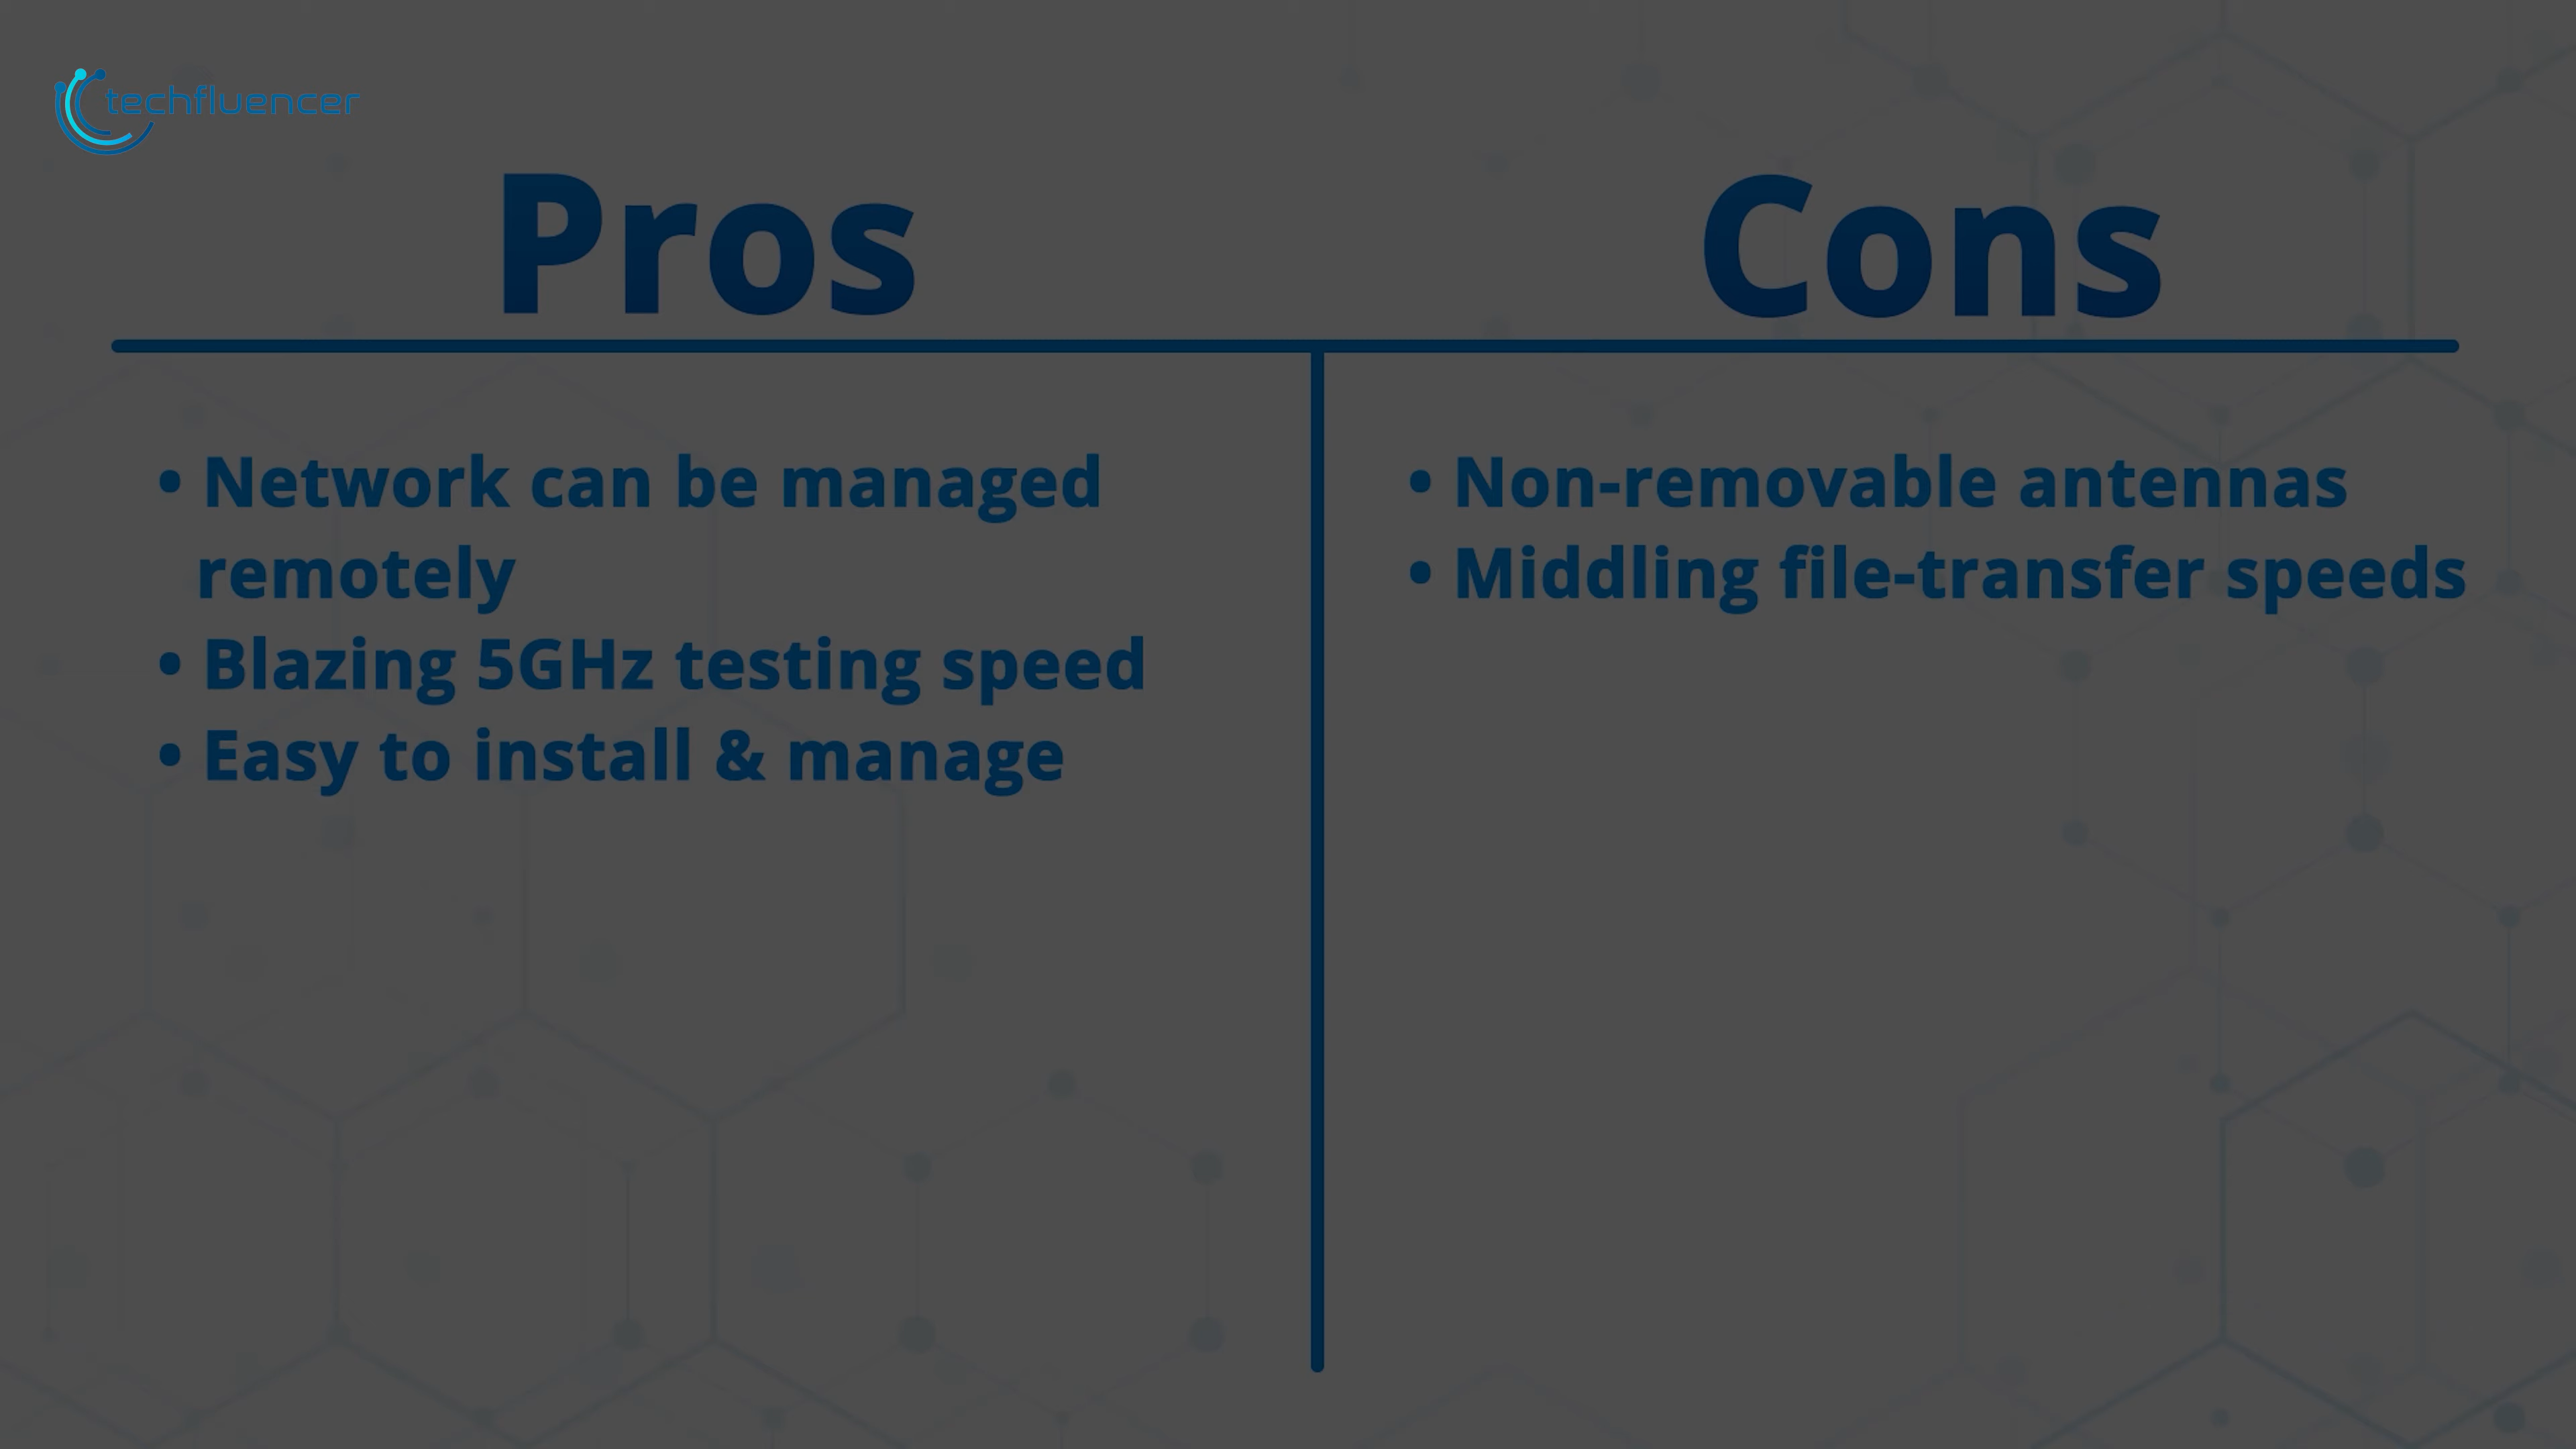 techfluencer
Pros
Cons
• Network can be managed
remotely
• Blazing 5GHz testing speed
• Easy to install & manage
• Non-removable antennas
• Middling file-transfer speeds